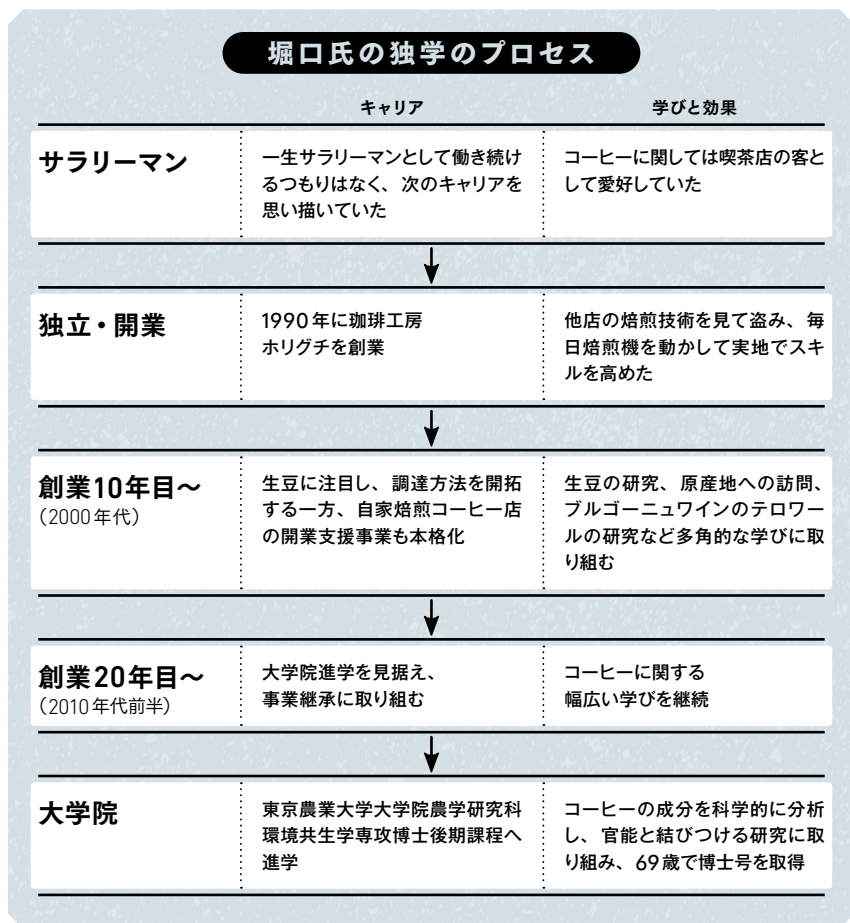 堀口氏の独学のプロセス
キャリア
学びと効果
サラリーマン
一生サラリーマンとして働き続け
るつもりはなく、次のキャリアを
思い描いていた
コーヒーに関しては喫茶店の客と
して愛好していた
独立・開業
1990年に珈琲工房
ホリグチを創業
他店の焙煎技術を見て盗み、毎
日焙煎機を動かして実地でスキ
ルを高めた
創業10年目〜
（2000年代）
生豆に注目し、調達方法を開拓
する一方、自家焙煎コーヒー店
の開業支援事業も本格化
生豆の研究、原産地への訪問、
ブルゴーニュワインのテロワー
ルの研究など多角的な学びに取
り組む
創業20年目〜
（2010年代前半）
大学院進学を見据え、
事業継承に取り組む
コーヒーに関する
幅広い学びを継続
大学院
東京農業大学大学院農学研究科
環境共生学専攻博士後期課程へ
進学
コーヒーの成分を科学的に分析
し、官能と結びつける研究に取
り組み、69歳で博士号を取得